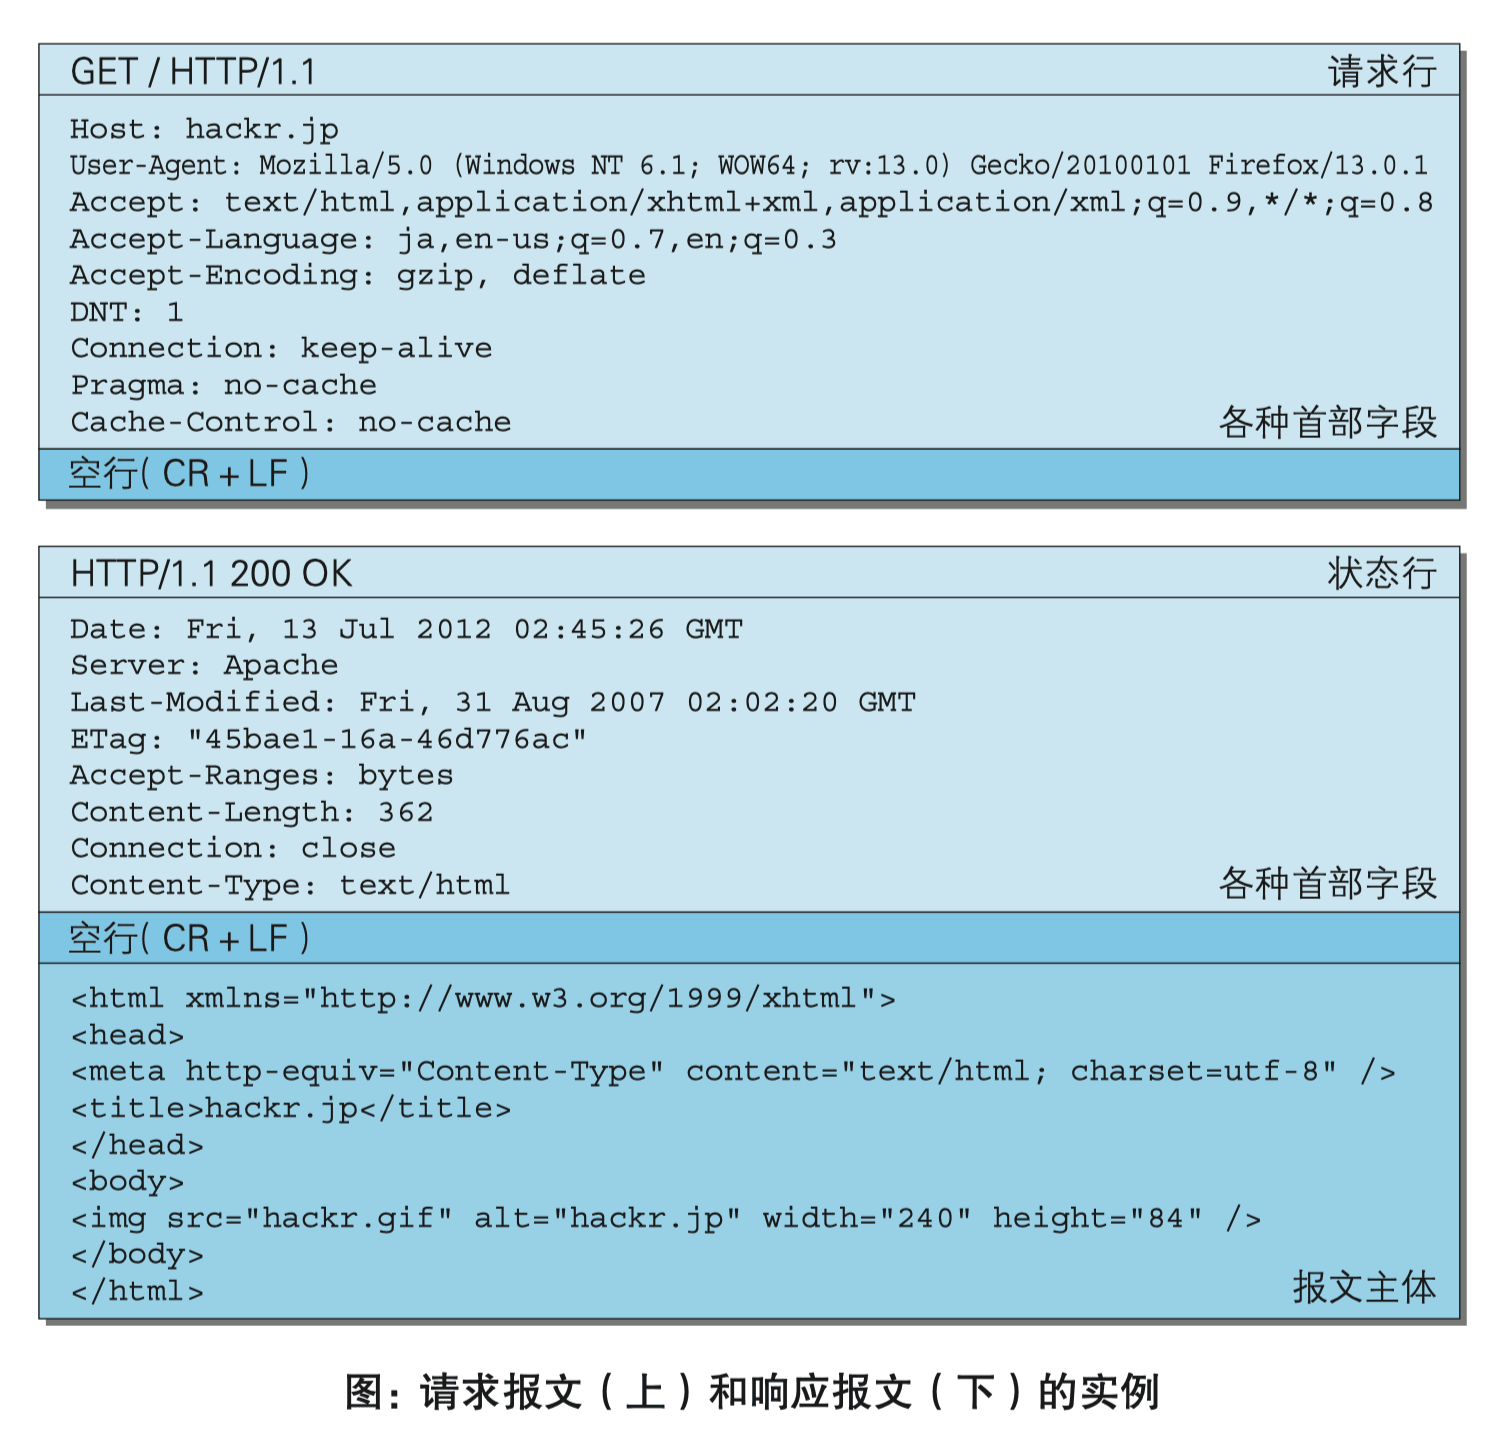 GET / HTTP/1.1 请求行
Host: hackr.jp
User-Agent: Mozilla/5.0 (Windows NT 6.1; WOW64; rv:13.0) Gecko/20100101 Firefox/13.0.1
Accept: text/html,application/xhtml+xml,application/xml;q=0.9,*/*;q=0.8
Accept-Language: ja,en-us;q=0.7,en;q=0.3
Accept-Encoding: gzip, deflate
DNT: 1
Connection: keep-alive
Pragma: no-cache
Cache-Control: no-cache 各种首部字段
空行( CR + LF )
HTTP/1.1 200 OK 状态行
Date: Fri, 13 Jul 2012 02:45:26 GMT
Server: Apache
Last-Modified: Fri, 31 Aug 2007 02:02:20 GMT
ETag: "45bae1-16a-46d776ac"
Accept-Ranges: bytes
Content-Length: 362
Connection: close
Content-Type: text/html 各种首部字段
空行( CR + LF )
<html xmlns="http://www.w3.org/1999/xhtml">
<head>
<meta http-equiv="Content-Type" content="text/html; charset=utf-8" />
<title>hackr.jp</title>
</head>
<body>
<img src="hackr.gif" alt="hackr.jp" width="240" height="84" />
</body>
</html> 报文主体
图：请求报文（上）和响应报文（下）的实例